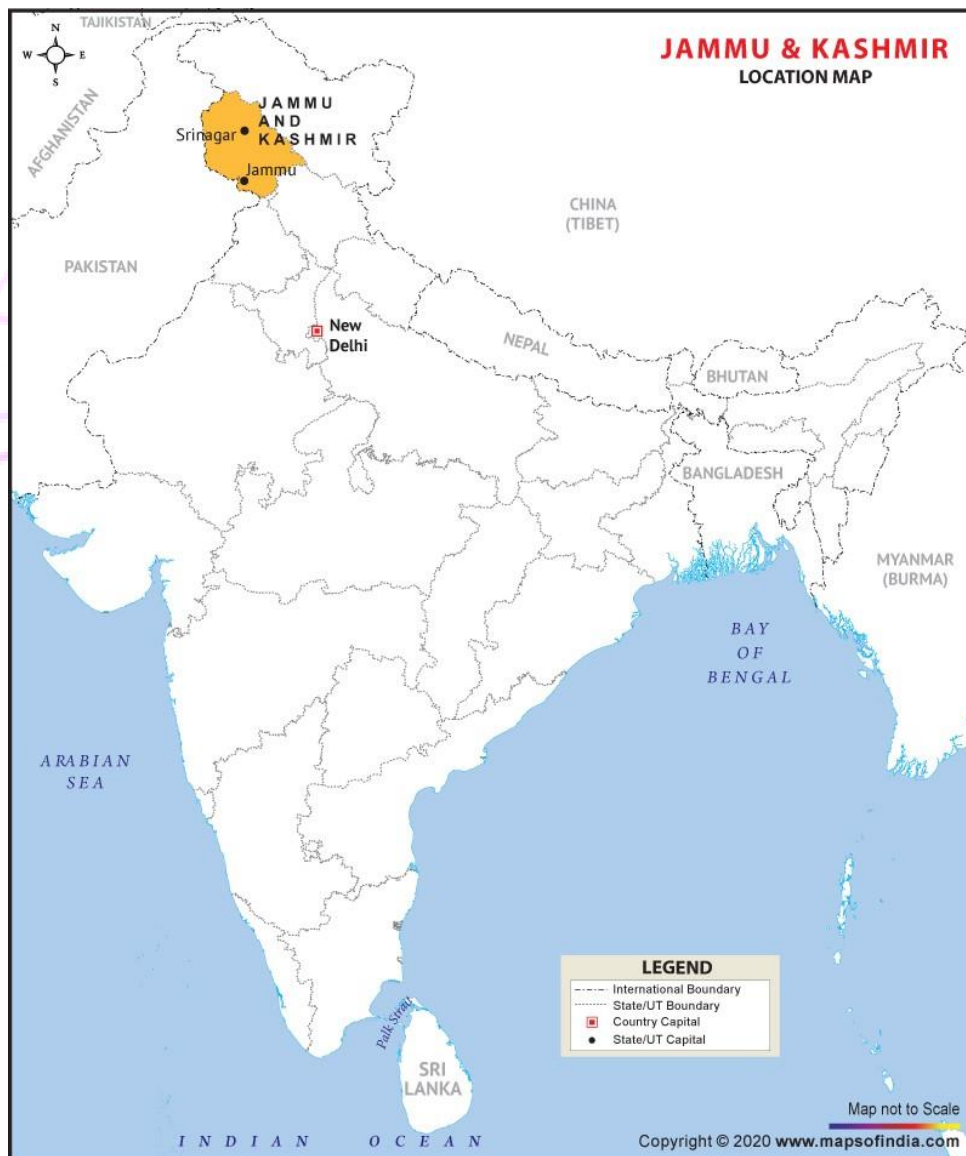 TAJIKISTAN
N
W E
S
JAMMU & KASHMIR
LOCATION MAP
AFGHANISTAN
JAMMU
AND
KASHMIR
Srinagar
Jammu
CHINA
(TIBET)
PAKISTAN
New
Delhi
NEPAL
BHUTAN
BANGLADESH
MYANMAR
(BURMA)
BAY
OF
BENGAL
ARABIAN
SEA
LEGEND
International Boundary
State/UT Boundary
Country Capital
State/UT Capital
Palk Strait
SRI
LANKA
INDIAN OCEAN
Map not to Scale
Copyright © 2020 www.mapsofindia.com